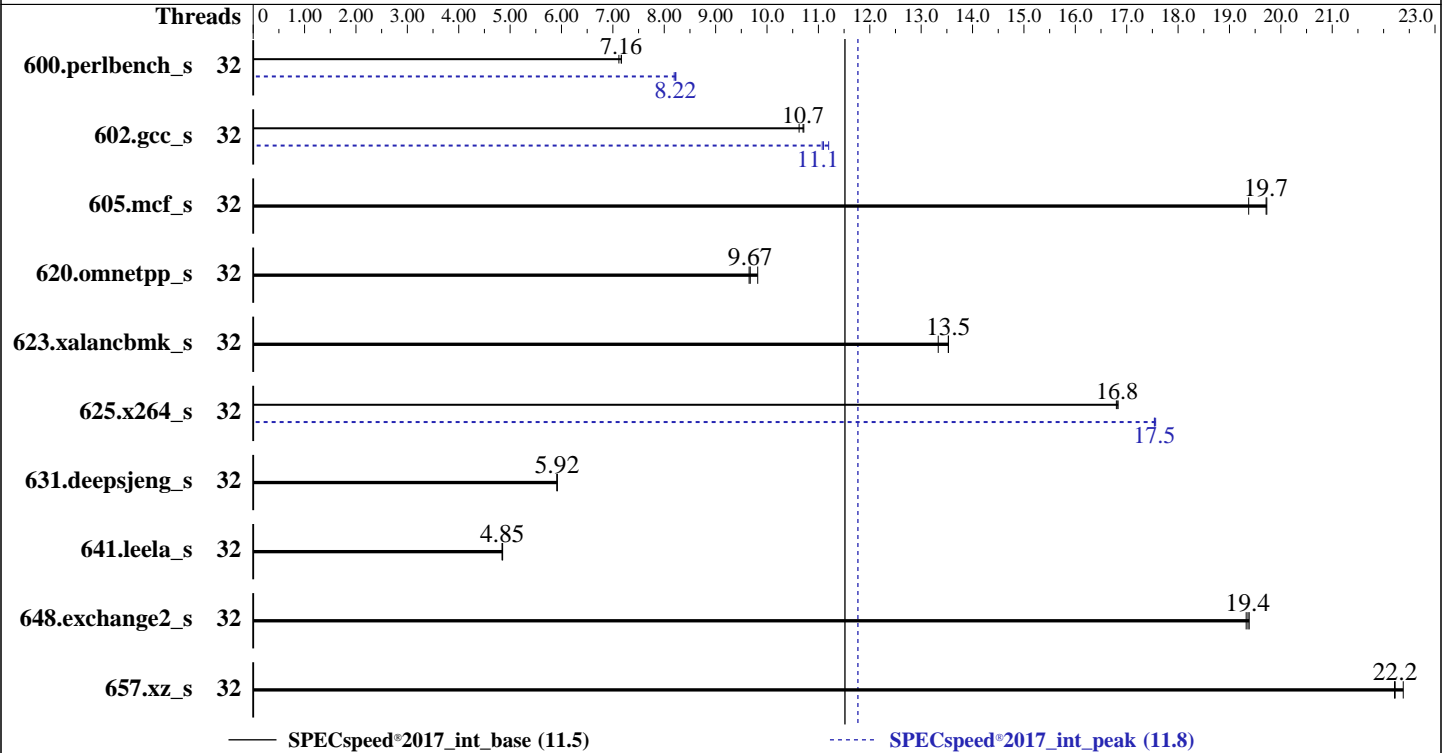 Threads 0 1.00 2.00 3.00 4.00 5.00 6.00 7.00 8.00 9.00 10.0 11.0 12.0 13.0 14.0 15.0 16.0 17.0 18.0 19.0 20.0 21.0 23.0
7.16
600.perlbench_s 32
8.22
10.7
602.gcc_s 32
11.1
19.7
605.mcf_s 32
9.67
620.omnetpp_s 32
13.5
623.xalancbmk_s 32
16.8
625.x264_s 32
17.5
5.92
631.deepsjeng_s 32
4.85
641.leela_s 32
19.4
648.exchange2_s 32
22.2
657.xz_s 32
SPECspeed®2017_int_base (11.5) SPECspeed®2017_int_peak (11.8)